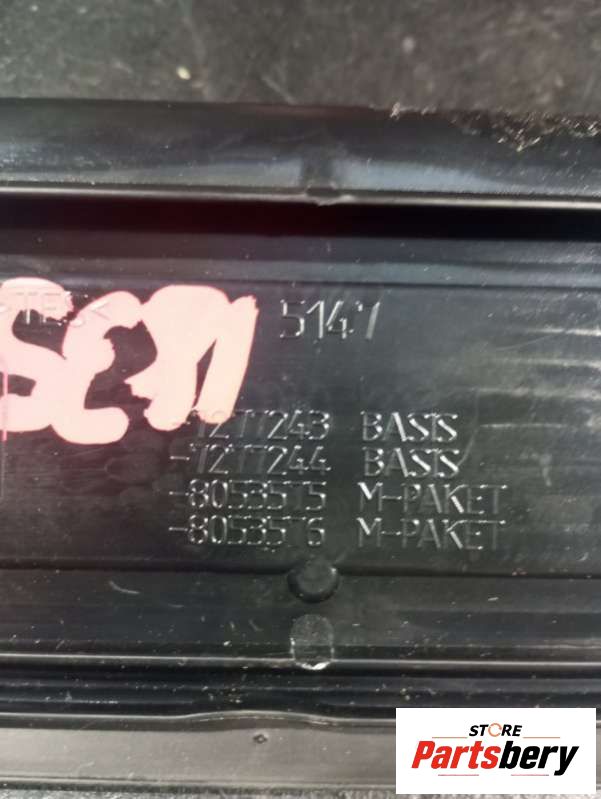 5147
-7277243 BASIS
-7277244 BASIS
-8053575 M-PAKET
-8053576 M-PAKET
STORE
Partsbery